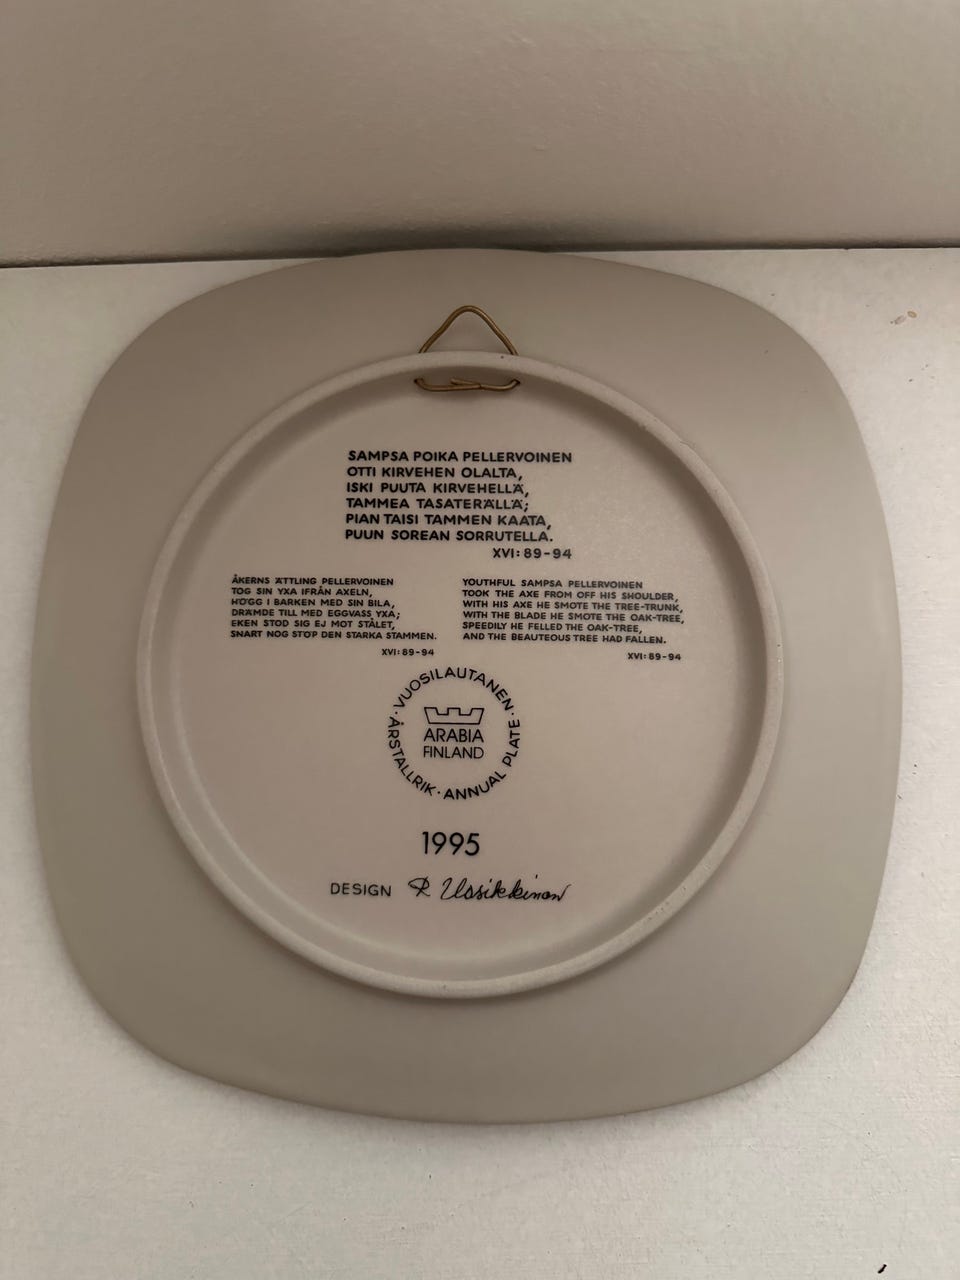 SAMPSA POIKA PELLERVOINEN
OTTI KIRVEHEN OLALTA,
ISKI PUUTA KIRVEHELLÄ,
TAMMEA TASATERÄLLÄ;
PIAN TAISI TAMMEN KAATA,
PUUN SOREAN SORRUTELLA.
XVI:89-94
ÅKERNS ÄTTLING PELLERVOINEN
TOG SIN YXA IFRÅN AXELN,
HÖGG I BARKEN MED SIN BILA,
DRÄMDE TILL MED EGGVASS YXA;
EKEN STOD SIG EJ MOT STÅLET,
SNART NOG STÖP DEN STARKA STAMMEN.
XVI:89-94
YOUTHFUL SAMPSA PELLERVOINEN
TOOK THE AXE FROM OFF HIS SHOULDER,
WITH HIS AXE HE SMOTE THE TREE-TRUNK,
WITH THE BLADE HE SMOTE THE OAK-TREE,
SPEEDILY HE FELLED THE OAK-TREE,
AND THE BEAUTEOUS TREE HAD FALLEN.
XVI:89-94
· VUOSILAUTANEN · ANNUAL PLATE · ÅRSTALLRIK
ARABIA
FINLAND
1995
DESIGN R Uosikkinen